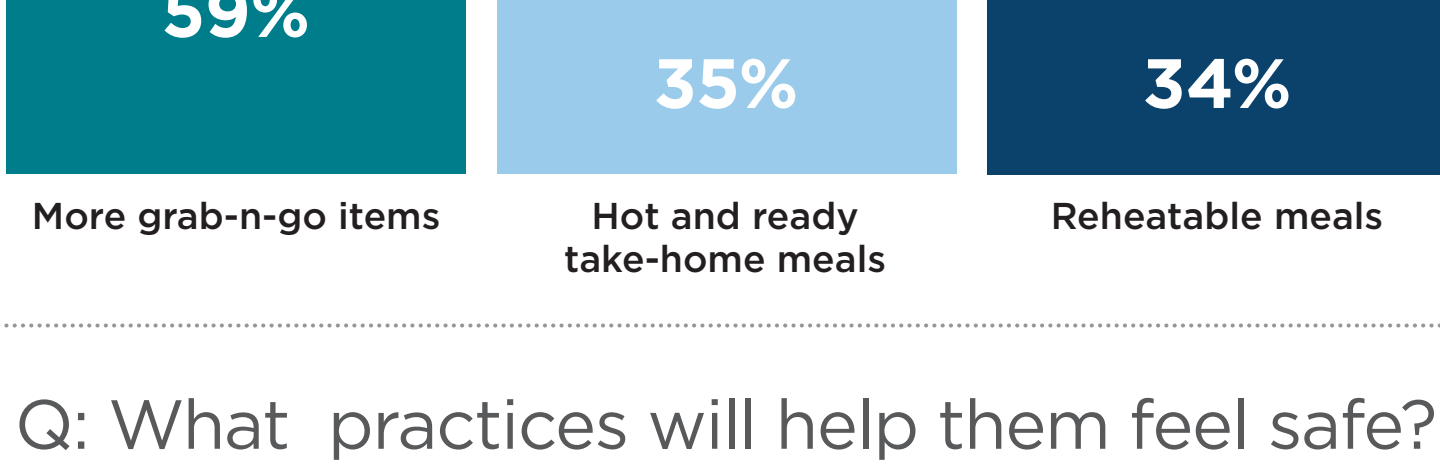 59%
35%
34%
More grab-n-go items
Hot and ready
take-home meals
Reheatable meals
Q: What practices will help them feel safe?